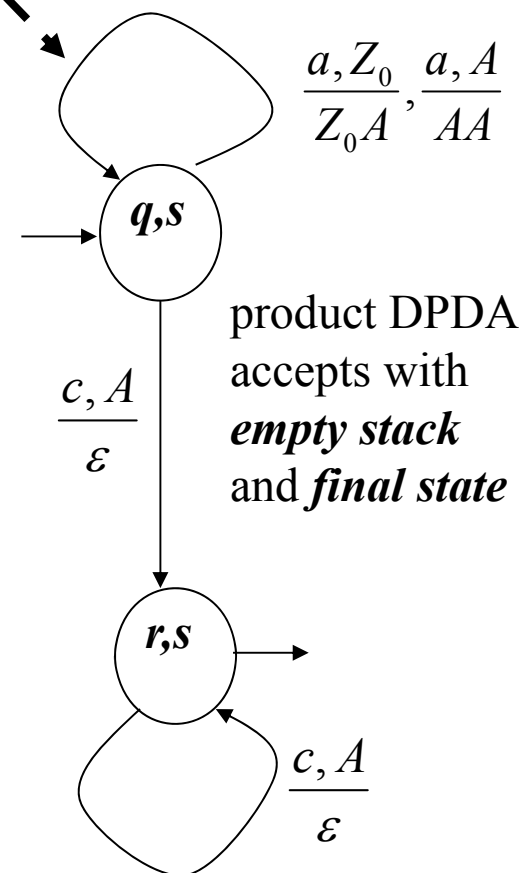 a, Z₀ / Z₀A , a, A / AA
q,s
product DPDA
accepts with
empty stack
and final state
c, A / ε
r,s
c, A / ε